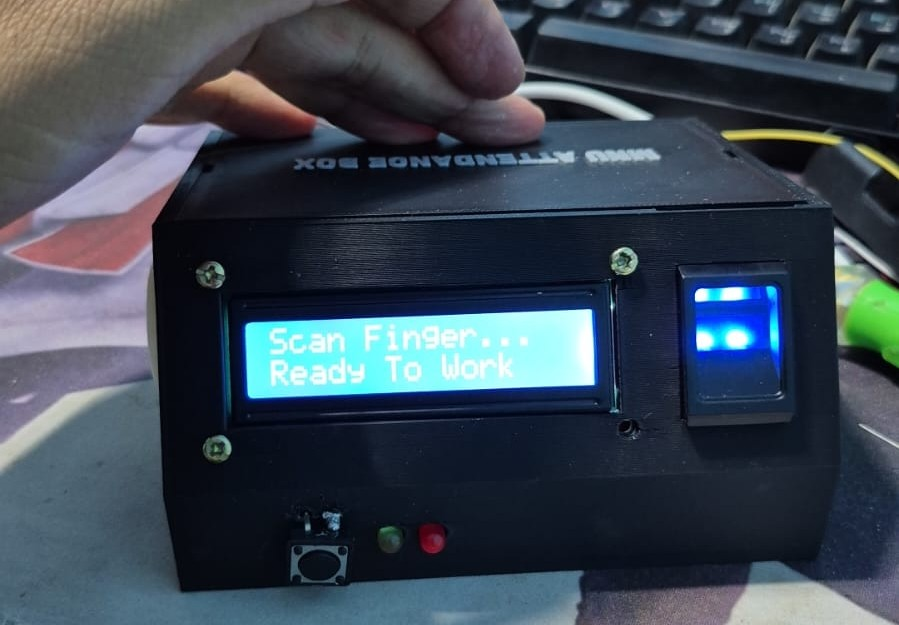 ATTENDANCE BOX
Scan Finger...
Ready To Work